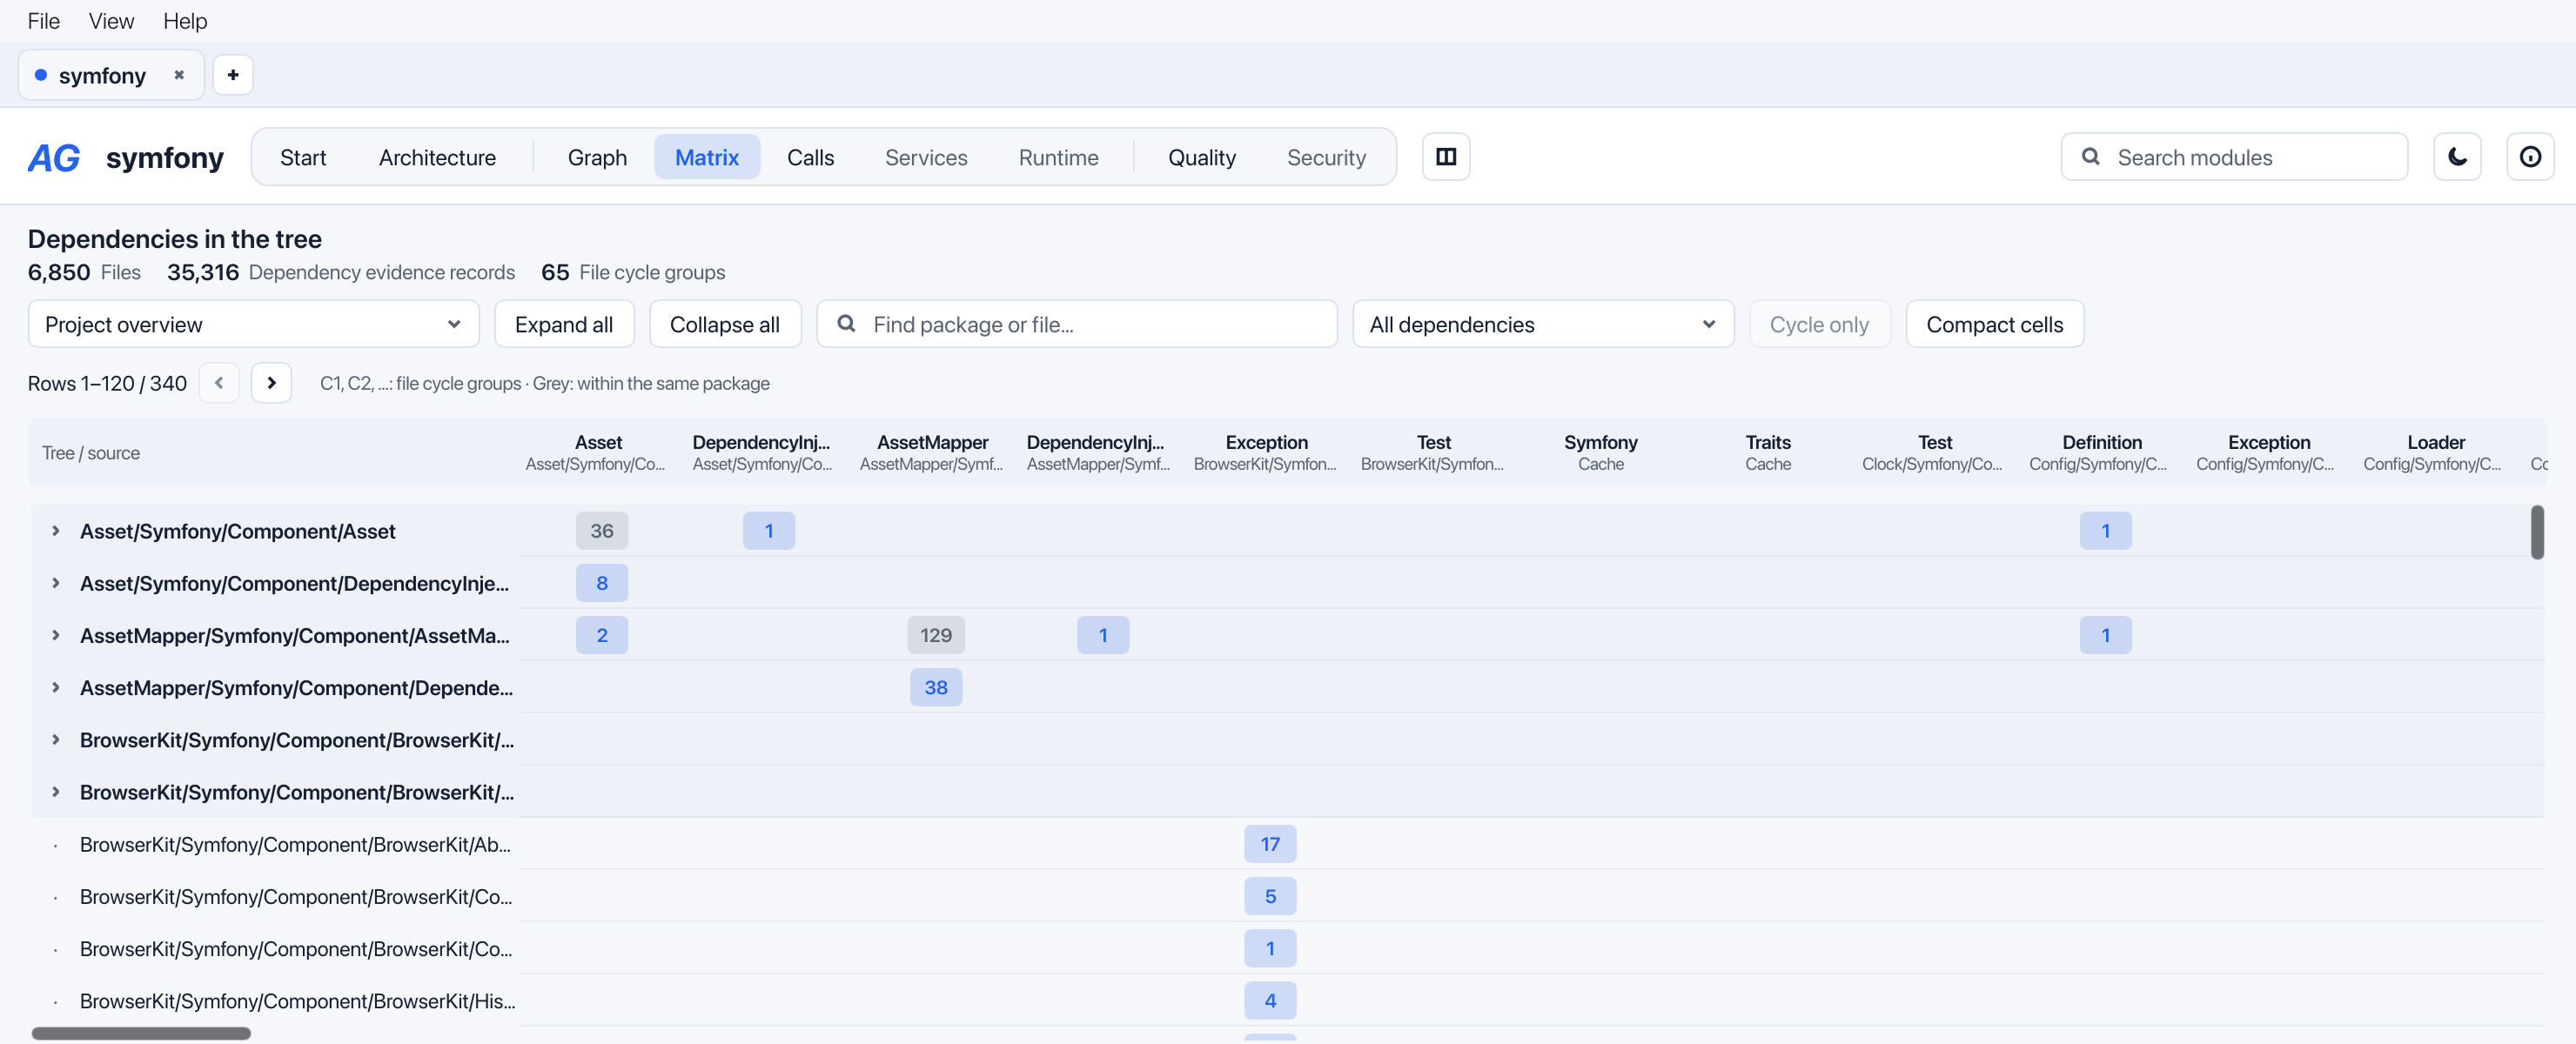 File View Help
symfony
AG symfony Start Architecture Graph Matrix Calls Services Runtime Quality Security Search modules
Dependencies in the tree
6,850 Files 35,316 Dependency evidence records 65 File cycle groups
Project overview Expand all Collapse all Find package or file... All dependencies Cycle only Compact cells
Rows 1–120 / 340 C1, C2, ...: file cycle groups · Grey: within the same package
Tree / source Asset DependencyInj... AssetMapper DependencyInj... Exception Test Symfony Traits Test Definition Exception Loader
Asset/Symfony/Co... Asset/Symfony/Co... AssetMapper/Symf... AssetMapper/Symf... BrowserKit/Symfon... BrowserKit/Symfon... Cache Cache Clock/Symfony/Co... Config/Symfony/C... Config/Symfony/C... Config/Symfony/C...
Asset/Symfony/Component/Asset 36 1 1
Asset/Symfony/Component/DependencyInje... 8
AssetMapper/Symfony/Component/AssetMa... 2 129 1 1
AssetMapper/Symfony/Component/Depende... 38
BrowserKit/Symfony/Component/BrowserKit/...
BrowserKit/Symfony/Component/BrowserKit/...
BrowserKit/Symfony/Component/BrowserKit/Ab... 17
BrowserKit/Symfony/Component/BrowserKit/Co... 5
BrowserKit/Symfony/Component/BrowserKit/Co... 1
BrowserKit/Symfony/Component/BrowserKit/His... 4